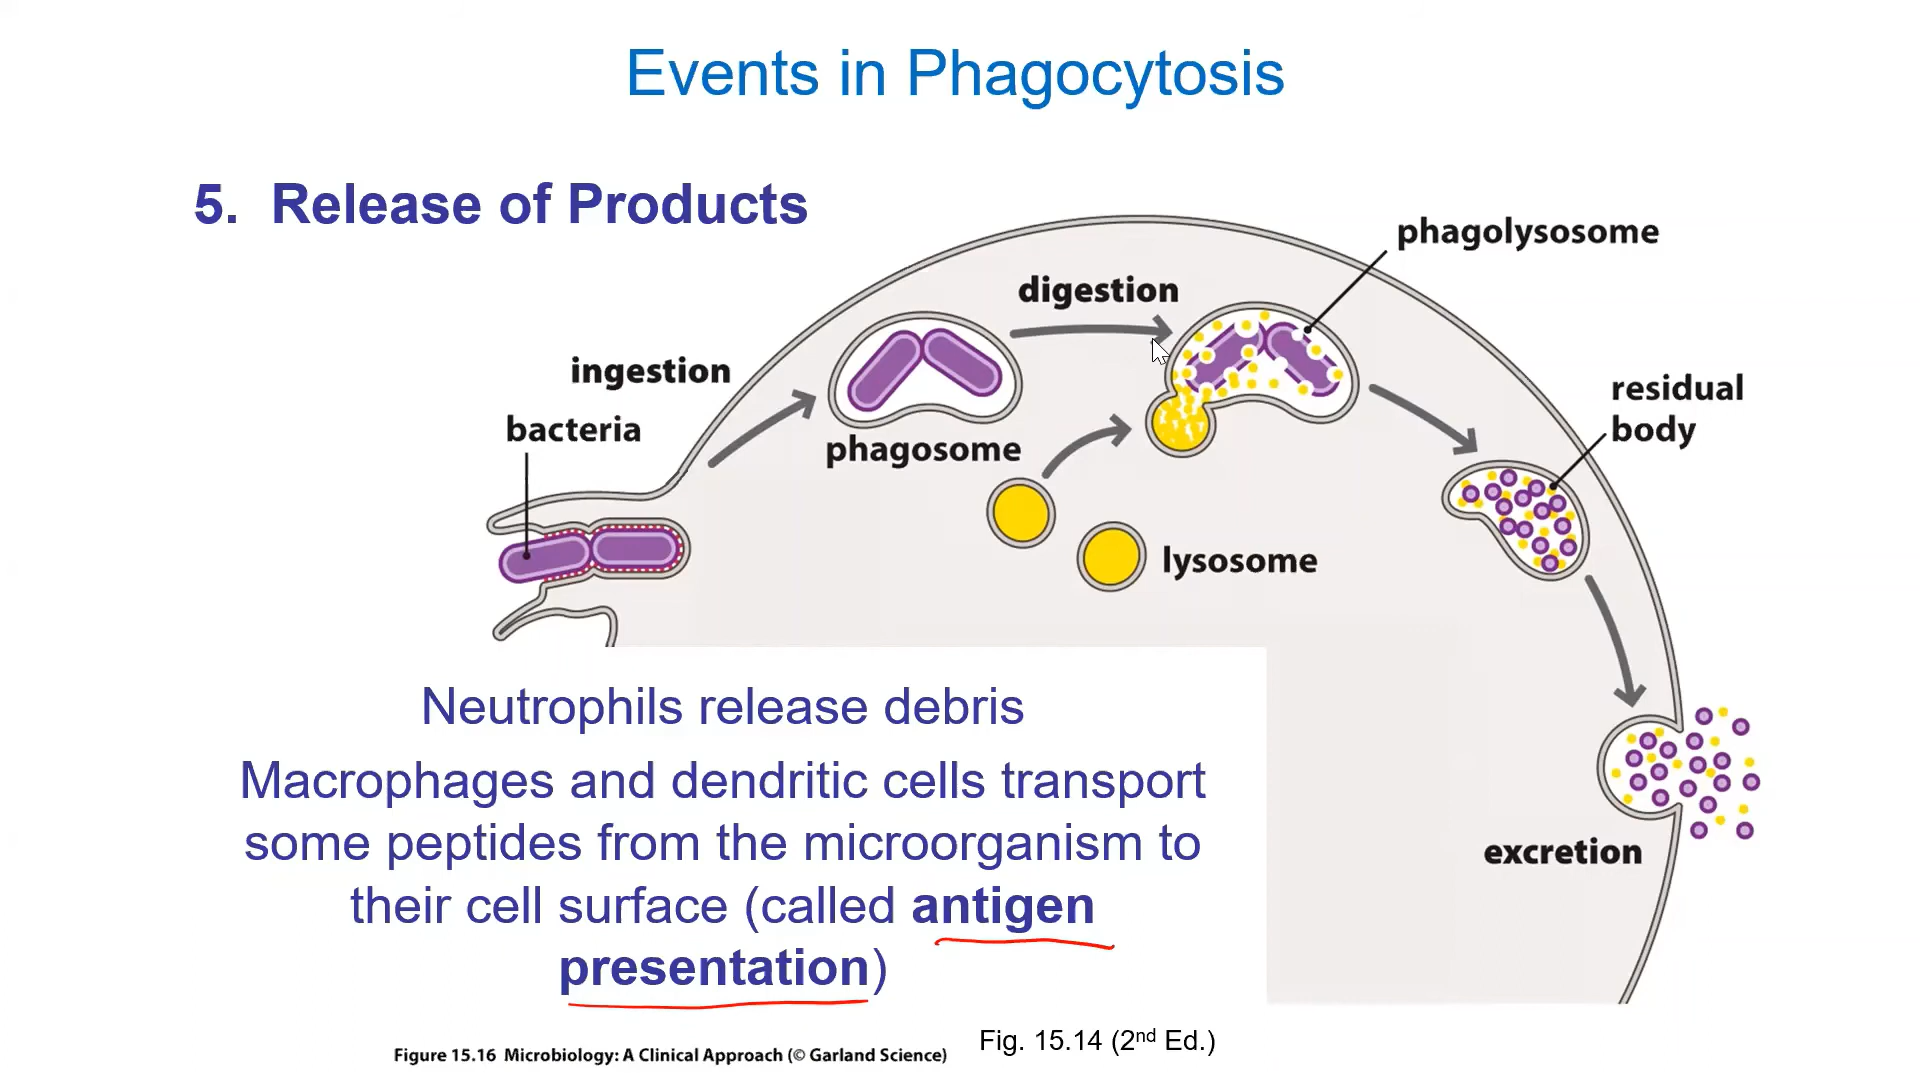 Events in Phagocytosis
5. Release of Products
phagolysosome
digestion
ingestion
residual
body
bacteria
phagosome
lysosome
Neutrophils release debris
Macrophages and dendritic cells transport
some peptides from the microorganism to
their cell surface (called antigen
presentation)
excretion
Figure 15.16 Microbiology: A Clinical Approach (© Garland Science)
Fig. 15.14 (2nd Ed.)